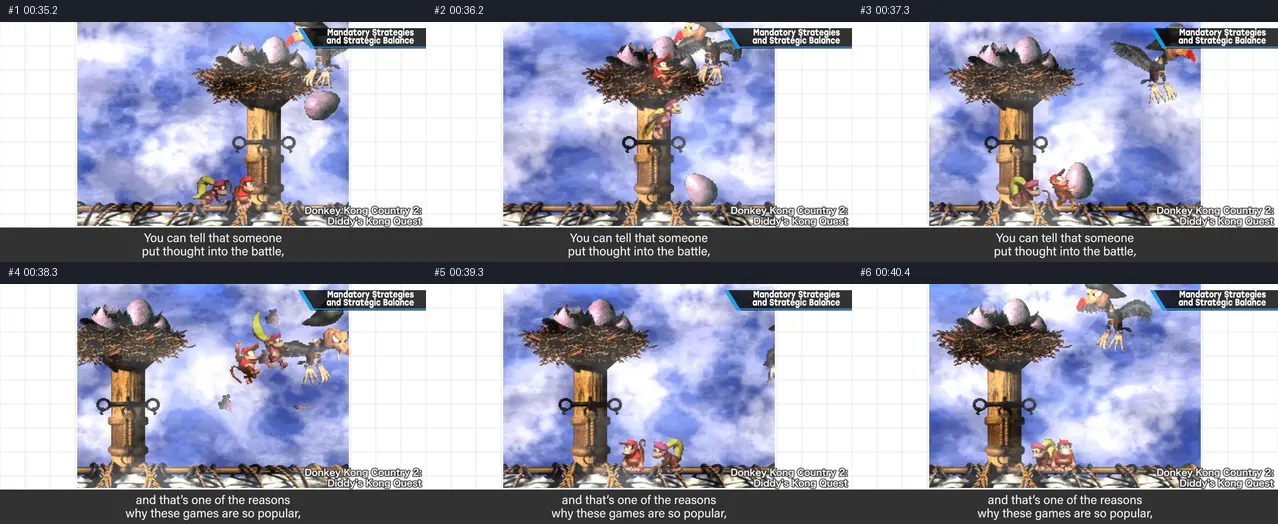 #1 00:35.2
Mandatory Strategies
and Strategic Balance
Donkey Kong Country 2:
Diddy's Kong Quest
You can tell that someone
put thought into the battle,
#2 00:36.2
Mandatory Strategies
and Strategic Balance
Donkey Kong Country 2:
Diddy's Kong Quest
You can tell that someone
put thought into the battle,
#3 00:37.3
Mandatory Strategies
and Strategic Balance
Donkey Kong Country 2:
Diddy's Kong Quest
You can tell that someone
put thought into the battle,
#4 00:38.3
Mandatory Strategies
and Strategic Balance
Donkey Kong Country 2:
Diddy's Kong Quest
and that's one of the reasons
why these games are so popular,
#5 00:39.3
Mandatory Strategies
and Strategic Balance
Donkey Kong Country 2:
Diddy's Kong Quest
and that's one of the reasons
why these games are so popular,
#6 00:40.4
Mandatory Strategies
and Strategic Balance
Donkey Kong Country 2:
Diddy's Kong Quest
and that's one of the reasons
why these games are so popular,